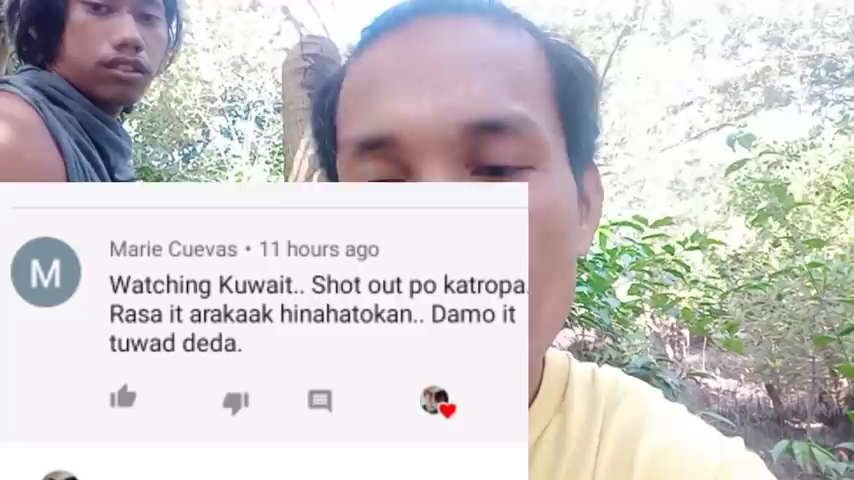 M
Marie Cuevas • 11 hours ago
Watching Kuwait.. Shot out po katropa.
Rasa it arakaak hinahatokan.. Damo it
tuwad deda.